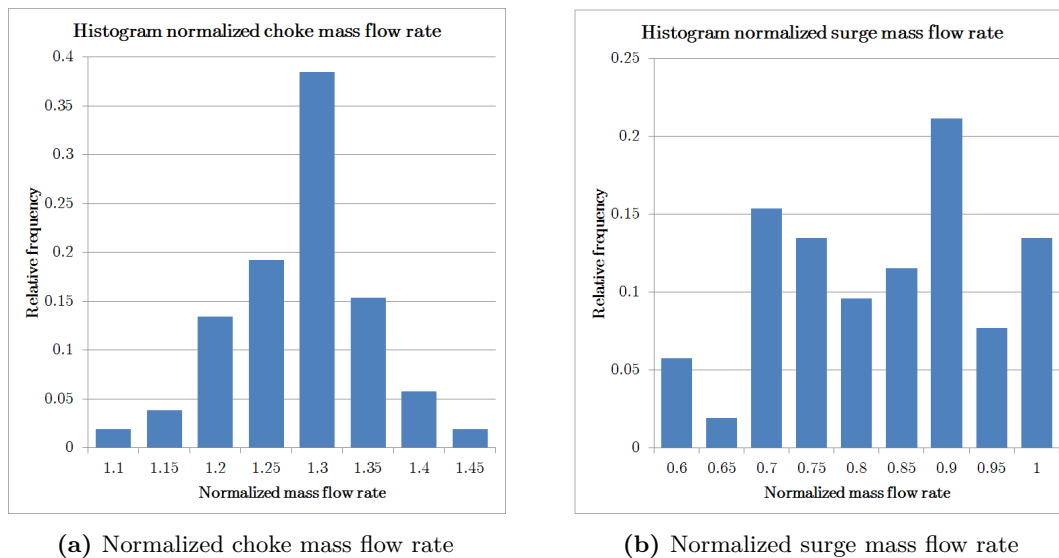 Histogram normalized choke mass flow rate
0.4
0.35
0.3
0.25
0.2
0.15
0.1
0.05
0
Relative frequency
1.1 1.15 1.2 1.25 1.3 1.35 1.4 1.45
Normalized mass flow rate
(a) Normalized choke mass flow rate
Histogram normalized surge mass flow rate
0.25
0.2
0.15
0.1
0.05
0
Relative frequency
0.6 0.65 0.7 0.75 0.8 0.85 0.9 0.95 1
Normalized mass flow rate
(b) Normalized surge mass flow rate